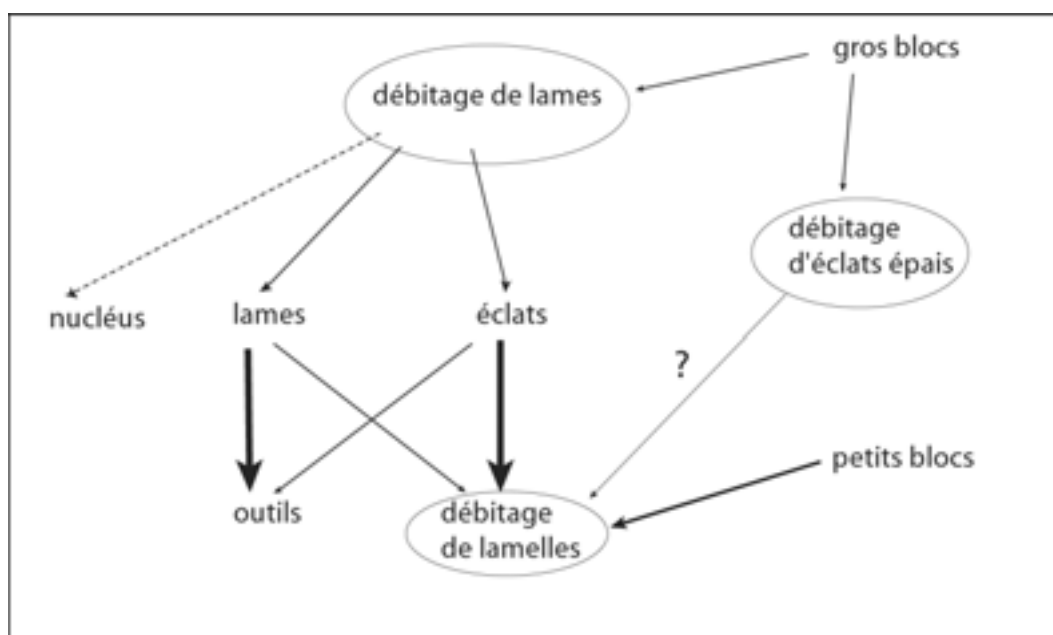 gros blocs
débitage de lames
débitage
d'éclats épais
nucléus
lames
éclats
?
petits blocs
outils
débitage
de lamelles